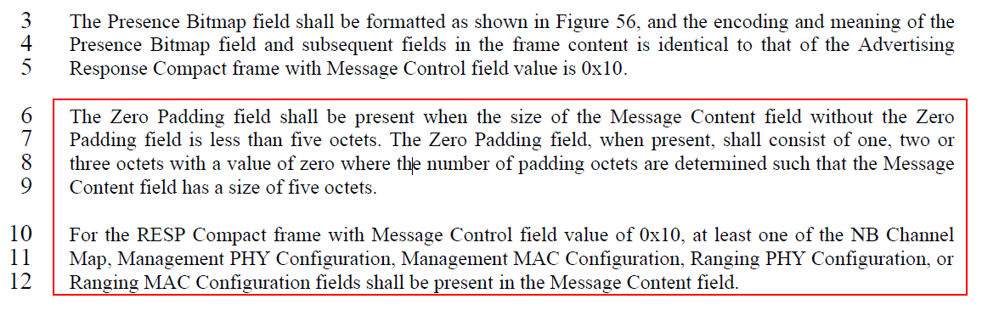 3 The Presence Bitmap field shall be formatted as shown in Figure 56, and the encoding and meaning of the
4 Presence Bitmap field and subsequent fields in the frame content is identical to that of the Advertising
5 Response Compact frame with Message Control field value is 0x10.
6 The Zero Padding field shall be present when the size of the Message Content field without the Zero
7 Padding field is less than five octets. The Zero Padding field, when present, shall consist of one, two or
8 three octets with a value of zero where the number of padding octets are determined such that the Message
9 Content field has a size of five octets.
10 For the RESP Compact frame with Message Control field value of 0x10, at least one of the NB Channel
11 Map, Management PHY Configuration, Management MAC Configuration, Ranging PHY Configuration, or
12 Ranging MAC Configuration fields shall be present in the Message Content field.